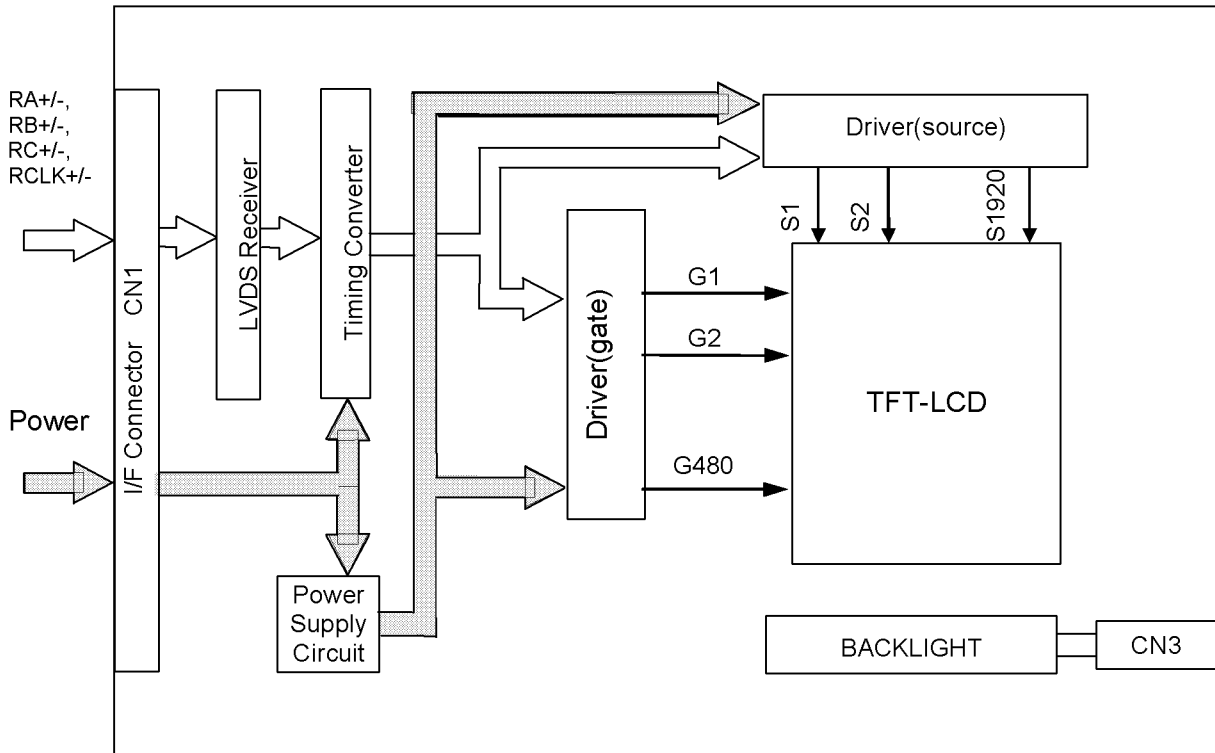 RA+/-,
RB+/-,
RC+/-,
RCLK+/-
Power
I/F Connector CN1
LVDS Receiver
Timing Converter
Power
Supply
Circuit
Driver(gate)
Driver(source)
S1
S2
S1920
G1
G2
G480
TFT-LCD
BACKLIGHT
CN3